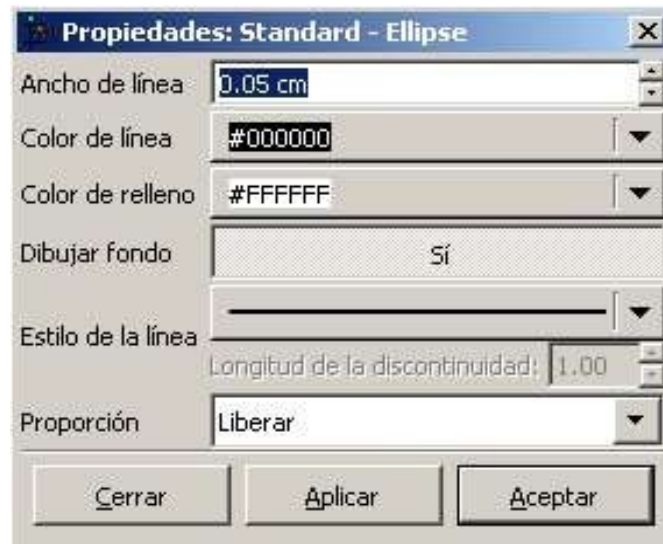 Propiedades: Standard - Ellipse
Ancho de línea 0.05 cm
Color de línea #000000
Color de relleno #FFFFFF
Dibujar fondo Sí
Estilo de la línea
Longitud de la discontinuidad: 1.00
Proporción Liberar
Cerrar Aplicar Aceptar